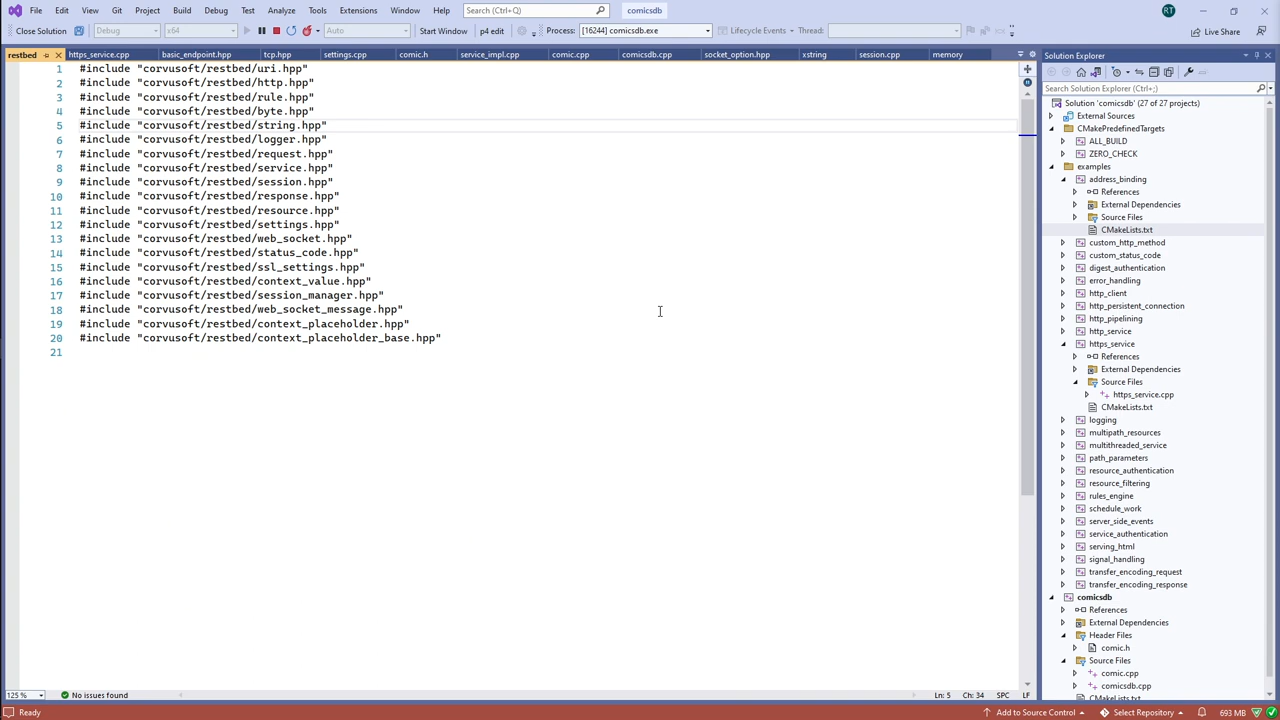 File Edit View Git Project Build Debug Test Analyze Tools Extensions Window Help Search (Ctrl+Q) comicsdb RT
Close Solution Debug x64 Auto Start Window p4 edit Process: [16244] comicsdb.exe Lifecycle Events Thread: Live Share
restbed https_service.cpp basic_endpoint.hpp tcp.hpp settings.cpp comic.h service_impl.cpp comic.cpp comicsdb.cpp socket_option.hpp xstring session.cpp memory
1 #include "corvusoft/restbed/uri.hpp"
2 #include "corvusoft/restbed/http.hpp"
3 #include "corvusoft/restbed/rule.hpp"
4 #include "corvusoft/restbed/byte.hpp"
5 #include "corvusoft/restbed/string.hpp"
6 #include "corvusoft/restbed/logger.hpp"
7 #include "corvusoft/restbed/request.hpp"
8 #include "corvusoft/restbed/service.hpp"
9 #include "corvusoft/restbed/session.hpp"
10 #include "corvusoft/restbed/response.hpp"
11 #include "corvusoft/restbed/resource.hpp"
12 #include "corvusoft/restbed/settings.hpp"
13 #include "corvusoft/restbed/web_socket.hpp"
14 #include "corvusoft/restbed/status_code.hpp"
15 #include "corvusoft/restbed/ssl_settings.hpp"
16 #include "corvusoft/restbed/context_value.hpp"
17 #include "corvusoft/restbed/session_manager.hpp"
18 #include "corvusoft/restbed/web_socket_message.hpp"
19 #include "corvusoft/restbed/context_placeholder.hpp"
20 #include "corvusoft/restbed/context_placeholder_base.hpp"
21
Solution Explorer
Search Solution Explorer (Ctrl+;)
Solution 'comicsdb' (27 of 27 projects)
External Sources
CMakePredefinedTargets
ALL_BUILD
ZERO_CHECK
examples
address_binding
References
External Dependencies
Source Files
CMakeLists.txt
custom_http_method
custom_status_code
digest_authentication
error_handling
http_client
http_persistent_connection
http_pipelining
http_service
https_service
References
External Dependencies
Source Files
https_service.cpp
CMakeLists.txt
logging
multipath_resources
multithreaded_service
path_parameters
resource_authentication
resource_filtering
rules_engine
schedule_work
server_side_events
service_authentication
serving_html
signal_handling
transfer_encoding_request
transfer_encoding_response
comicsdb
References
External Dependencies
Header Files
comic.h
Source Files
comic.cpp
comicsdb.cpp
CMakeLists.txt
125 % No issues found Ln: 5 Ch: 34 SPC LF
Ready Add to Source Control Select Repository 693 MB